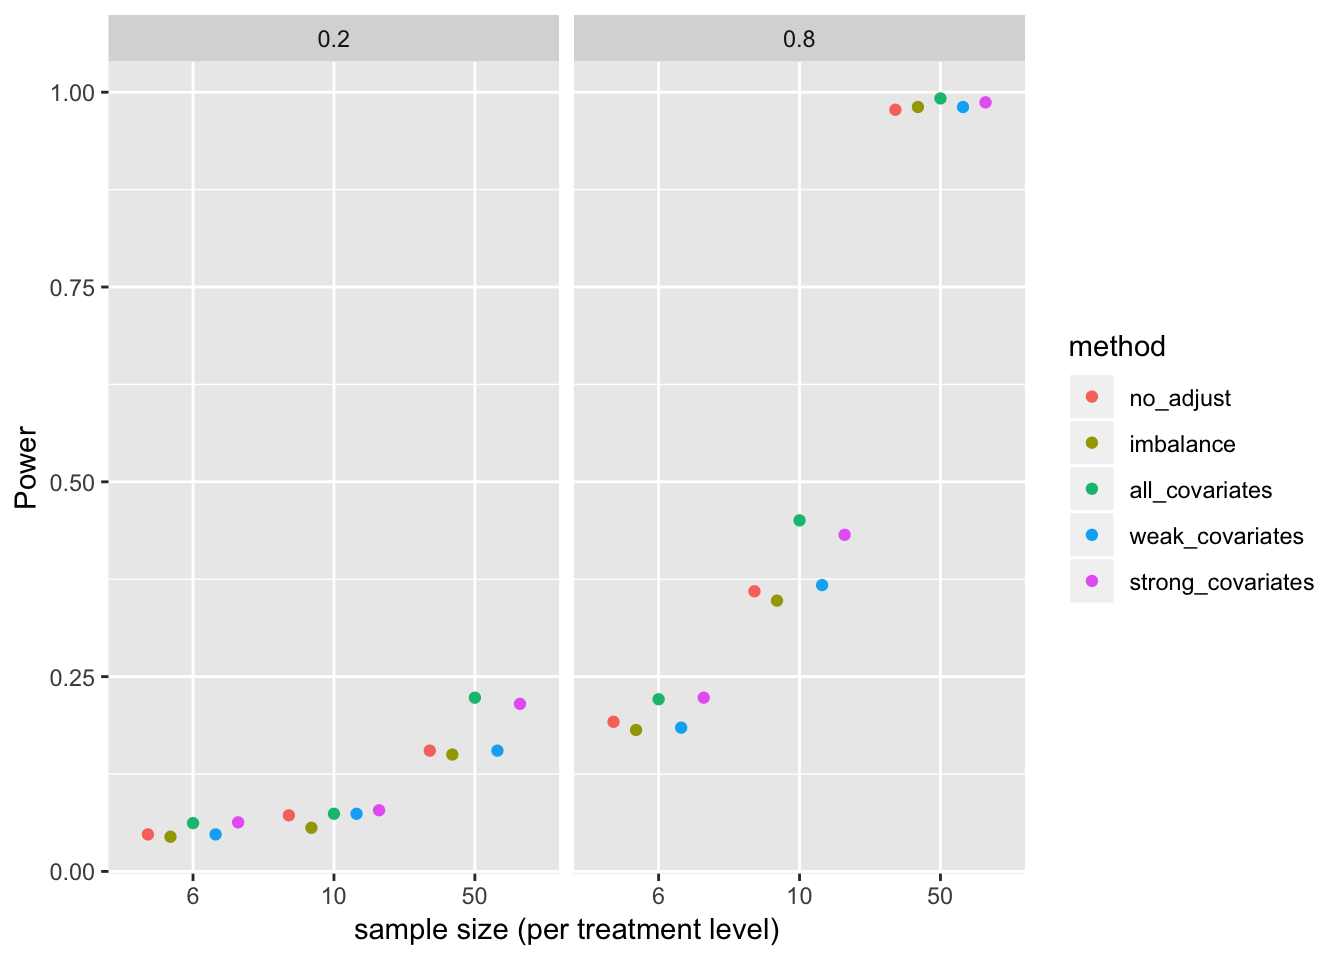 0.2
0.8
1.00
0.75
0.50
0.25
0.00
Power
6
10
50
6
10
50
sample size (per treatment level)
method
no_adjust
imbalance
all_covariates
weak_covariates
strong_covariates